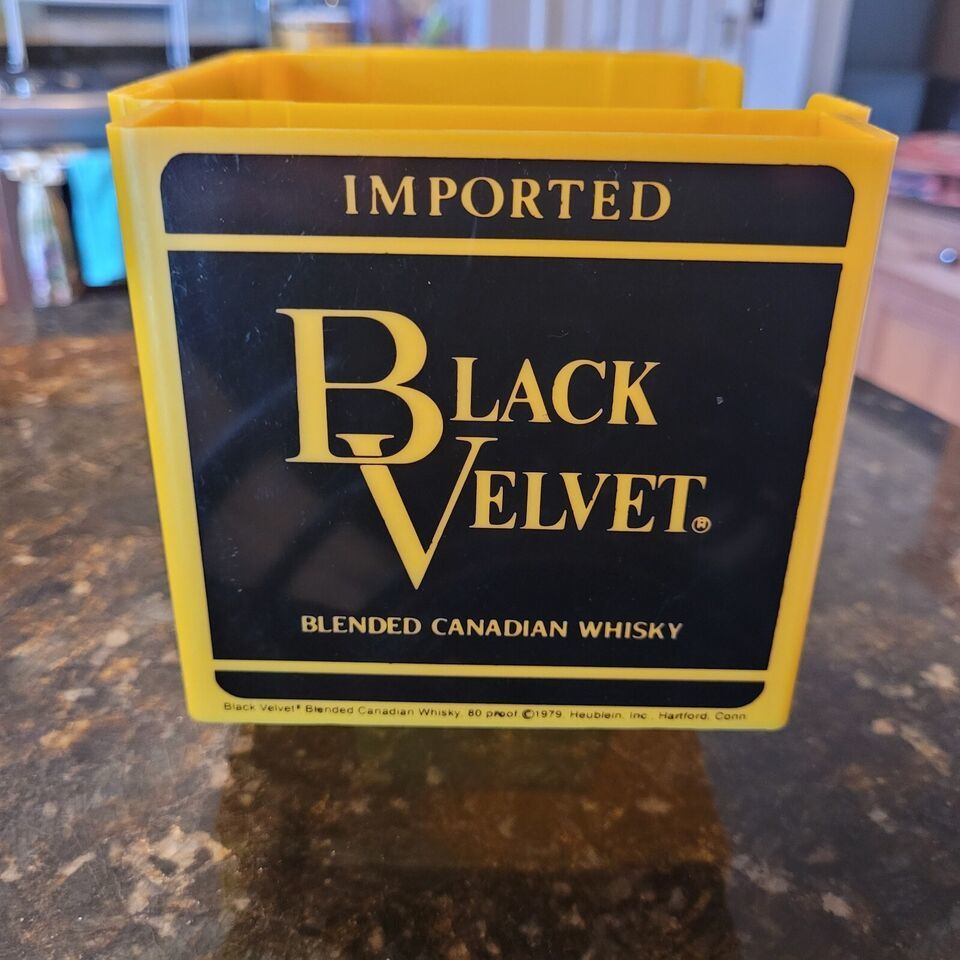 IMPORTED
BLACK
VELVET®
BLENDED CANADIAN WHISKY
Black Velvet® Blended Canadian Whisky. 80 proof ©1979. Heublein, Inc., Hartford, Conn.